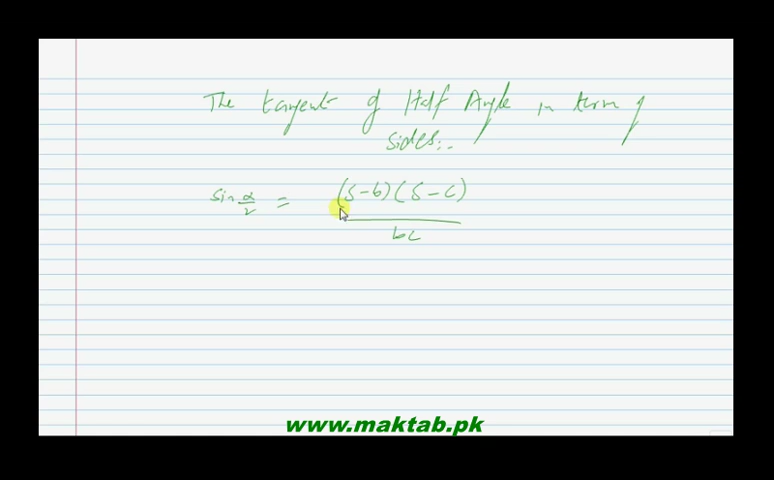 The tangent of Half Angle in term of
sides:-
sin α/2 = (s-b)(s-c)/bc
www.maktab.pk